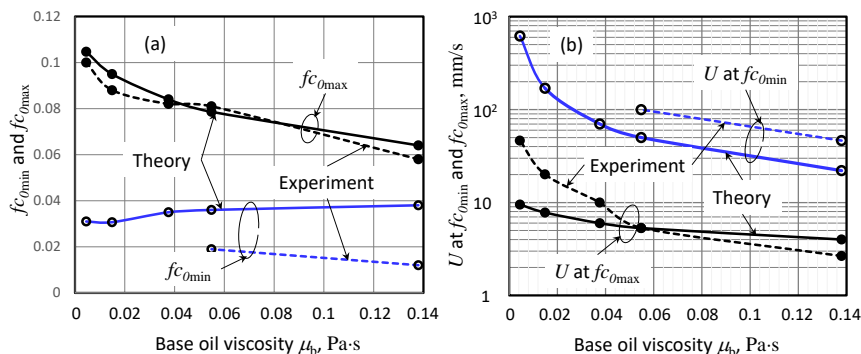 0.12
0.1
0.08
0.06
0.04
0.02
0
fc0min and fc0max
(a)
fc0max
Theory
Experiment
fc0min
0 0.02 0.04 0.06 0.08 0.1 0.12 0.14
Base oil viscosity μb, Pa·s
10³
10²
10
1
U at fc0min and fc0max, mm/s
(b)
U at fc0min
Experiment
Theory
U at fc0max
0 0.02 0.04 0.06 0.08 0.1 0.12 0.14
Base oil viscosity μb, Pa·s